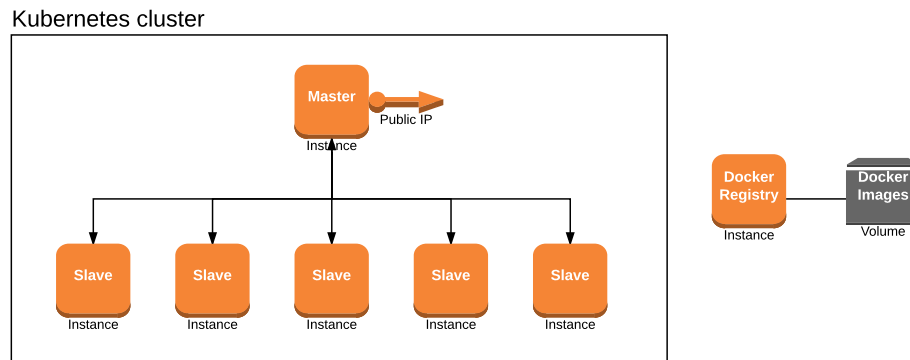 Kubernetes cluster
Master
Public IP
Instance
Docker
Registry
Instance
Docker
Images
Volume
Slave
Slave
Slave
Slave
Slave
Instance
Instance
Instance
Instance
Instance